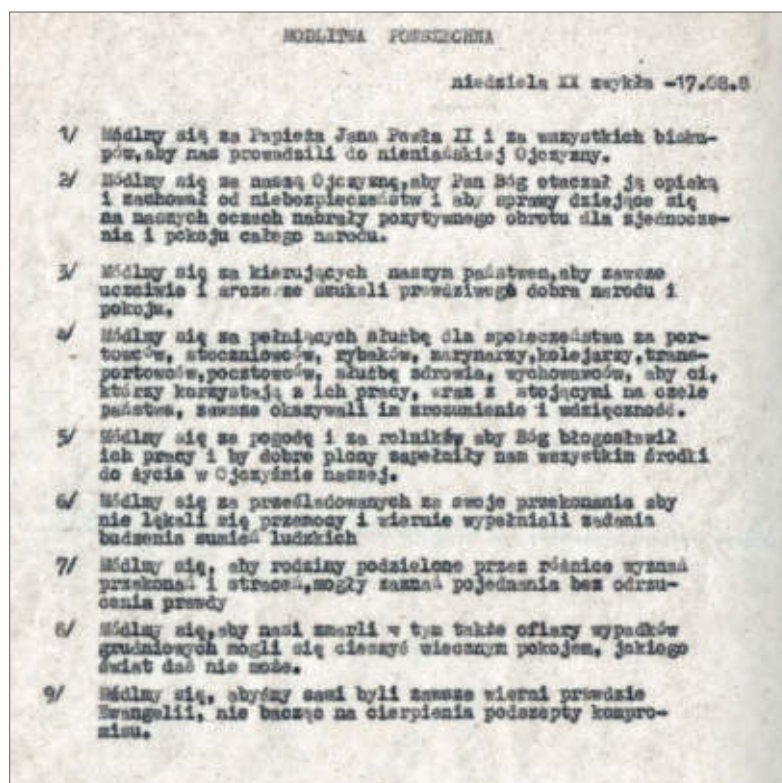 MODLITWA POWSZECHNA
niedziela XX zwykła -17.08.8
1/ Módlmy się za Papieża Jana Pawła II i za wszystkich bisku-
pów,aby nas prowadzili do niebiańskiej Ojczyzny.
2/ Módlmy się za naszą Ojczyznę,aby Pan Bóg otaczał ją opieką
i zachował od niebezpieczeństw i aby sprawy dziejące się
na naszych oczach nabrały pozytywnego obrotu dla zjednocze-
nia i pokoju całego narodu.
3/ Módlmy się za kierujących naszym państwem,aby zawsze
uczciwie i szczerze szukali prawdziwego dobra narodu i
pokoju.
4/ Módlmy się za pełniących służbę dla społeczeństwa za por-
towców, stoczniowców, rybaków, marynarzy,kolejarzy,trans-
portowców,pocztowców, służbę zdrowia, wychowawców, aby ci,
którzy korzystają z ich pracy, wraz z stojącymi na czele
państwa, zawsze okazywali im zrozumienie i wdzięczność.
5/ Módlmy się za pogodę i za rolników aby Bóg błogosławił
ich pracy i by dobre plony zapełniły nam wszystkim środki
do życia w Ojczyźnie naszej.
6/ Módlmy się za prześladowanych za swoje przekonania aby
nie lękali się przemocy i wiernie wypełniali zadania
budzenia sumień ludzkich
7/ Módlmy się, aby rodziny podzielone przez różnice wyznań
przekonań i mogły zaznać pojednania bez odrzu-
cenia prawdy
8/ Módlmy się,aby nasi zmarli w tym także ofiary wypadków
grudniowych mogli się cieszyć wiecznym pokojem, jakiego
świat dać nie może.
9/ Módlmy się, abyśmy sami byli zawsze wierni prawdzie
Ewangelii, nie bacząc na cierpienia podszepty kompro-
misu.